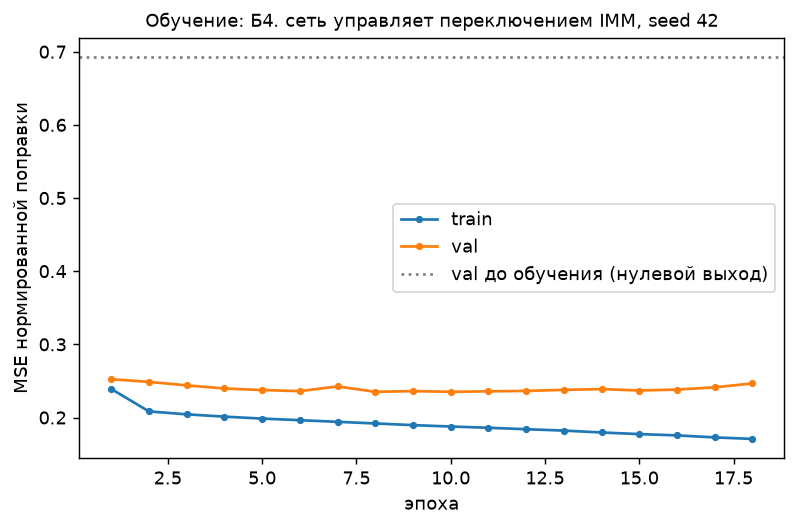 Обучение: Б4. сеть управляет переключением IMM, seed 42
MSE нормированной поправки
0.7
0.6
0.5
0.4
0.3
0.2
train
val
val до обучения (нулевой выход)
2.5 5.0 7.5 10.0 12.5 15.0 17.5
эпоха